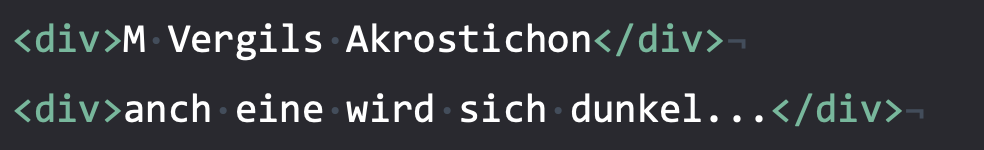 <div>M Vergils Akrostichon</div>
<div>anch eine wird sich dunkel...</div>